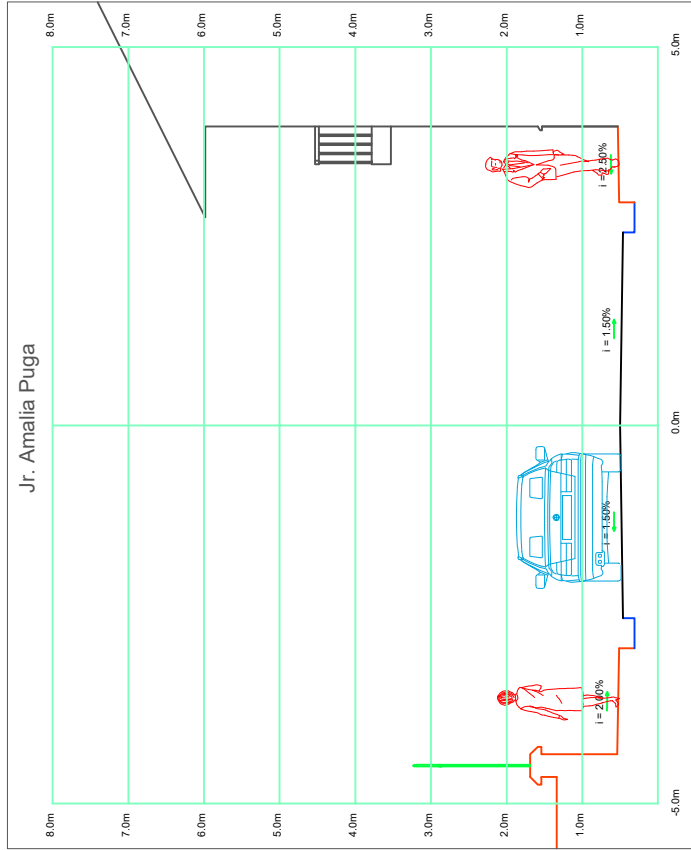 Jr. Amalia Puga
8.0m
7.0m
6.0m
5.0m
4.0m
3.0m
2.0m
1.0m
5.0m
i = 2.50%
i = 1.50%
0.0m
i = 1.50%
i = 2.00%
8.0m
7.0m
6.0m
5.0m
4.0m
3.0m
2.0m
1.0m
-5.0m